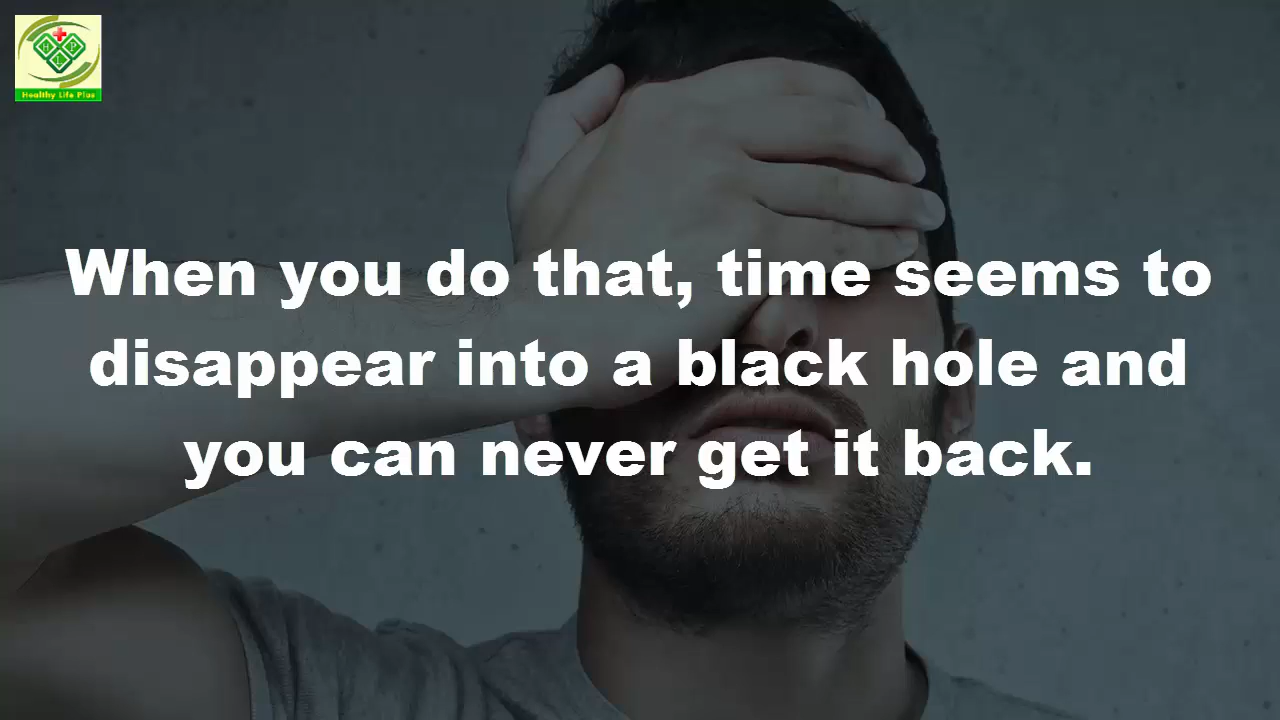 H P
L
Healthy Life Plus
When you do that, time seems to
disappear into a black hole and
you can never get it back.